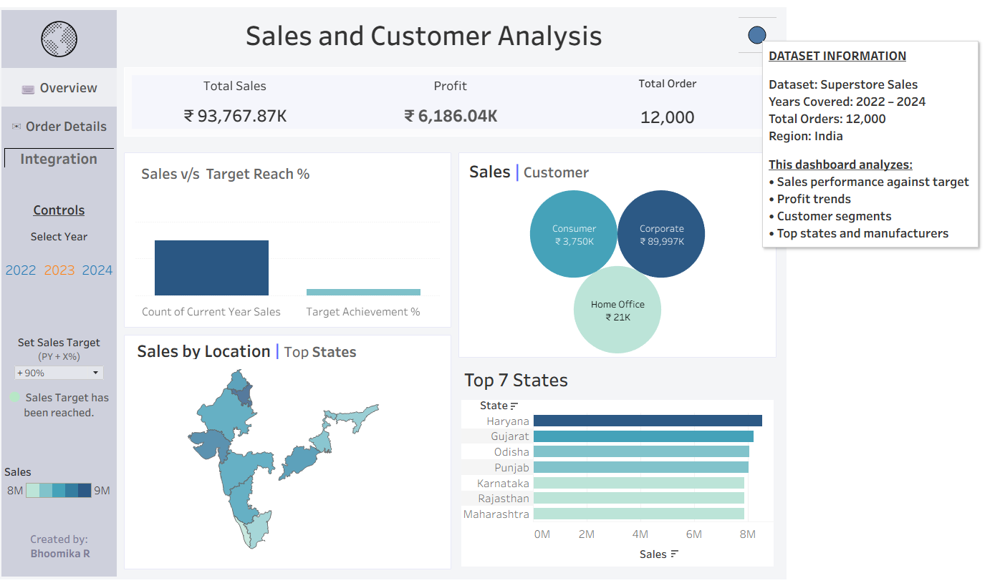 Sales and Customer Analysis
Overview
Order Details
Integration
Controls
Select Year
2022 2023 2024
Set Sales Target
(PY + X%)
+ 90%
Sales Target has
been reached.
Sales
8M 9M
Created by:
Bhoomika R
Total Sales
₹ 93,767.87K
Profit
₹ 6,186.04K
Total Order
12,000
DATASET INFORMATION
Dataset: Superstore Sales
Years Covered: 2022 – 2024
Total Orders: 12,000
Region: India
This dashboard analyzes:
• Sales performance against target
• Profit trends
• Customer segments
• Top states and manufacturers
Sales v/s Target Reach %
Count of Current Year Sales
Target Achievement %
Sales | Customer
Consumer
₹ 3,750K
Corporate
₹ 89,997K
Home Office
₹ 21K
Sales by Location | Top States
Top 7 States
State
Haryana
Gujarat
Odisha
Punjab
Karnataka
Rajasthan
Maharashtra
0M 2M 4M 6M 8M
Sales